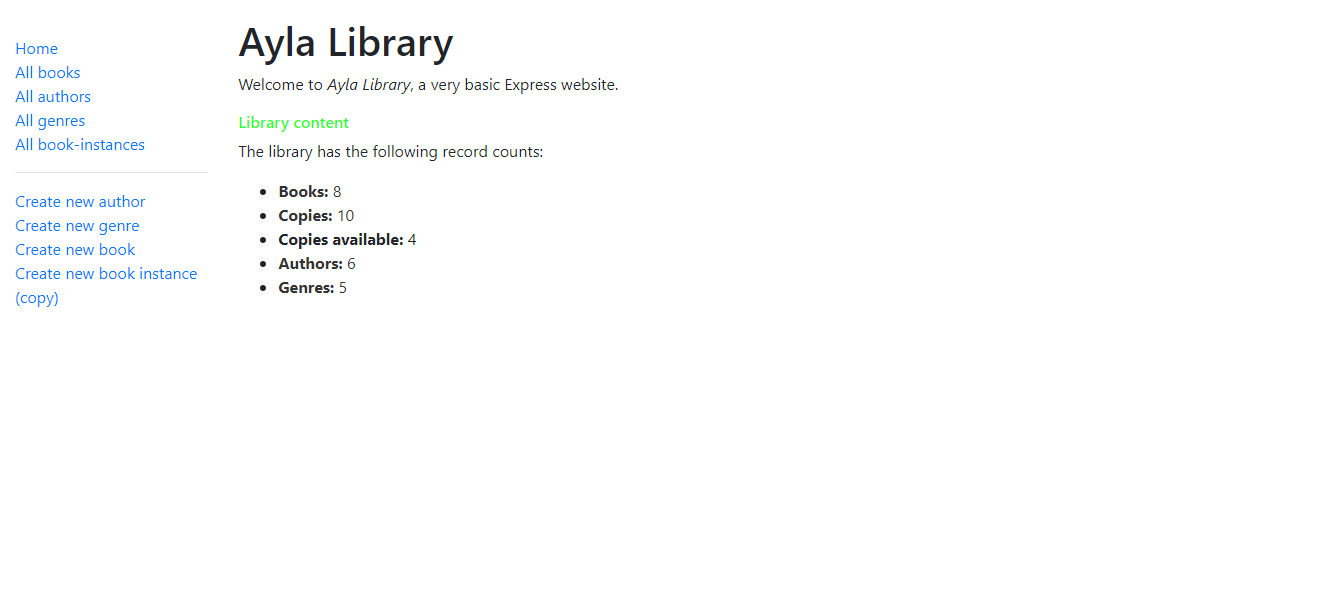 Home
All books
All authors
All genres
All book-instances
Create new author
Create new genre
Create new book
Create new book instance
(copy)
Ayla Library
Welcome to Ayla Library, a very basic Express website.
Library content
The library has the following record counts:
Books: 8
Copies: 10
Copies available: 4
Authors: 6
Genres: 5